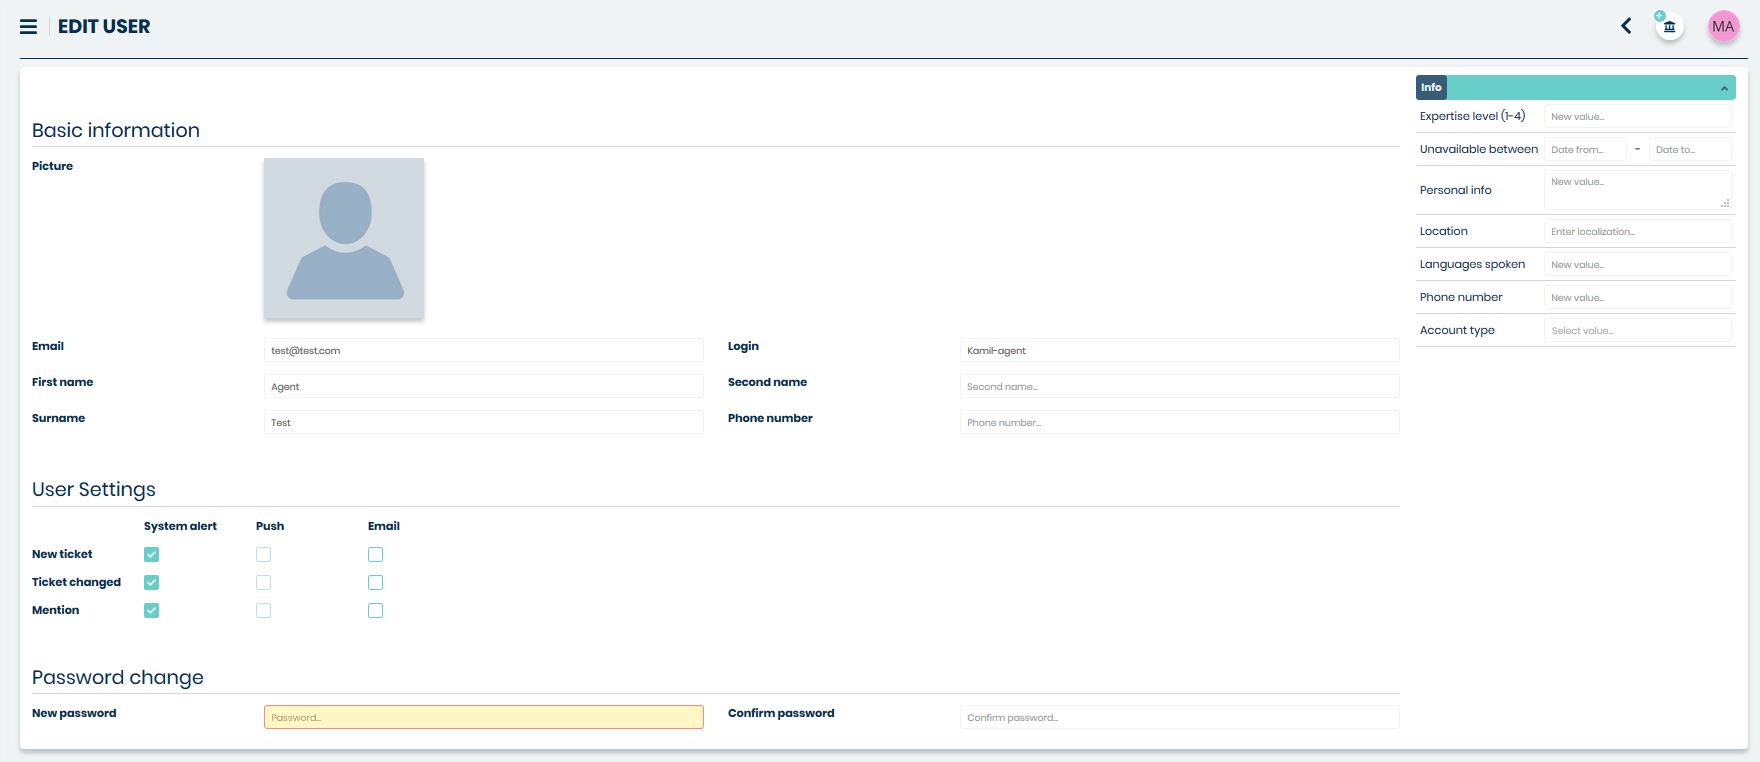 EDIT USER
MA
Basic information
Picture
Email
test@test.com
Login
Kamil-agent
First name
Agent
Second name
Second name...
Surname
Test
Phone number
Phone number...
User Settings
System alert
Push
Email
New ticket
Ticket changed
Mention
Password change
New password
Password...
Confirm password
Confirm password...
Info
Expertise level (1-4)
New value...
Unavailable between
Date from...
-
Date to...
Personal info
New value...
Location
Enter localization...
Languages spoken
New value...
Phone number
New value...
Account type
Select value...